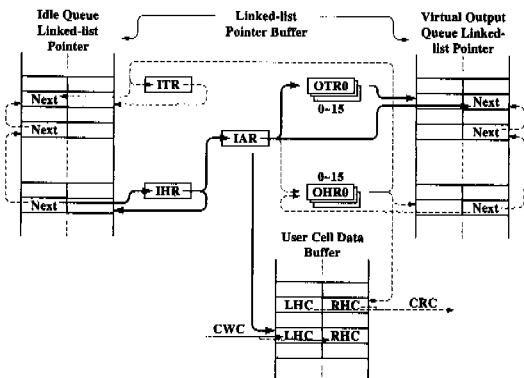 Idle Queue
Linked-list
Pointer
Linked-list
Pointer Buffer
Virtual Output
Queue Linked-
list Pointer
ITR
OTR0
0~15
Next
Next
Next
Next
IAR
0~15
IHR
OHR0
Next
Next
User Cell Data
Buffer
LHC
RHC
CRC
CWC
LHC
RHC